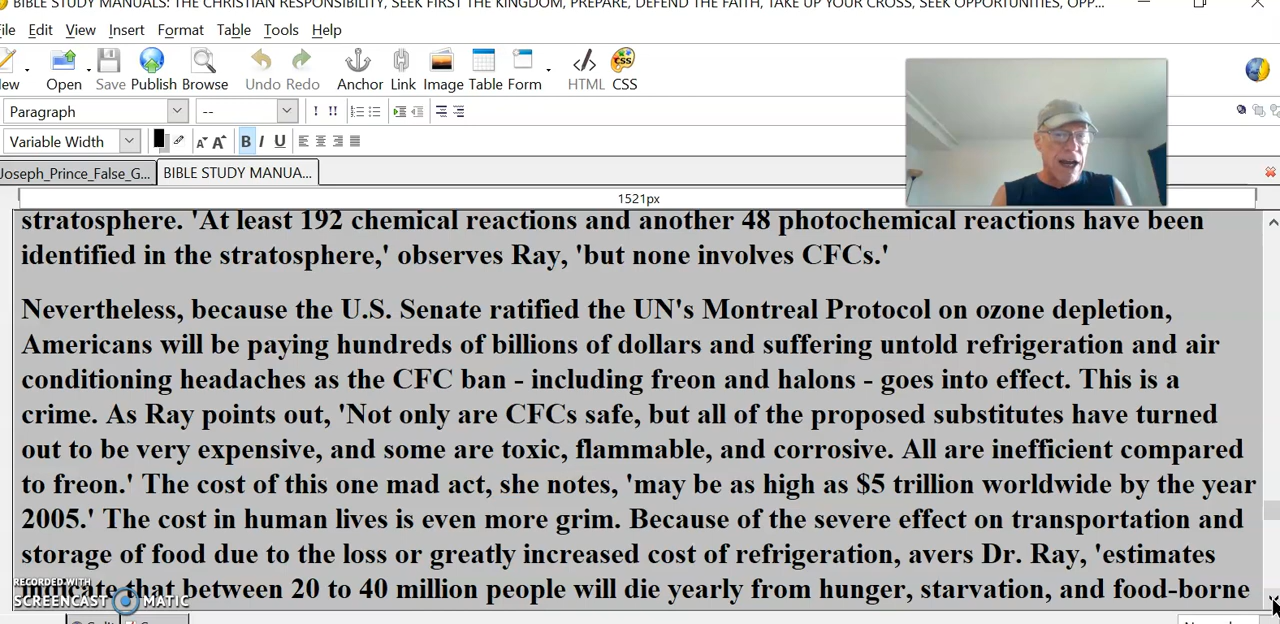 BIBLE STUDY MANUALS: THE CHRISTIAN RESPONSIBILITY, SEEK FIRST THE KINGDOM, PREPARE, DEFEND THE FAITH, TAKE UP YOUR CROSS, SEEK OPPORTUNITIES, OPP...
File Edit View Insert Format Table Tools Help
New Open Save Publish Browse Undo Redo Anchor Link Image Table Form HTML CSS
Paragraph --
! !!
Variable Width A A B I U
Joseph_Prince_False_G... BIBLE STUDY MANUA...
1521px
stratosphere. 'At least 192 chemical reactions and another 48 photochemical reactions have been
identified in the stratosphere,' observes Ray, 'but none involves CFCs.'
Nevertheless, because the U.S. Senate ratified the UN's Montreal Protocol on ozone depletion,
Americans will be paying hundreds of billions of dollars and suffering untold refrigeration and air
conditioning headaches as the CFC ban - including freon and halons - goes into effect. This is a
crime. As Ray points out, 'Not only are CFCs safe, but all of the proposed substitutes have turned
out to be very expensive, and some are toxic, flammable, and corrosive. All are inefficient compared
to freon.' The cost of this one mad act, she notes, 'may be as high as $5 trillion worldwide by the year
2005.' The cost in human lives is even more grim. Because of the severe effect on transportation and
storage of food due to the loss or greatly increased cost of refrigeration, avers Dr. Ray, 'estimates
that between 20 to 40 million people will die yearly from hunger, starvation, and food-borne
RECORDED WITH
SCREENCAST MATIC